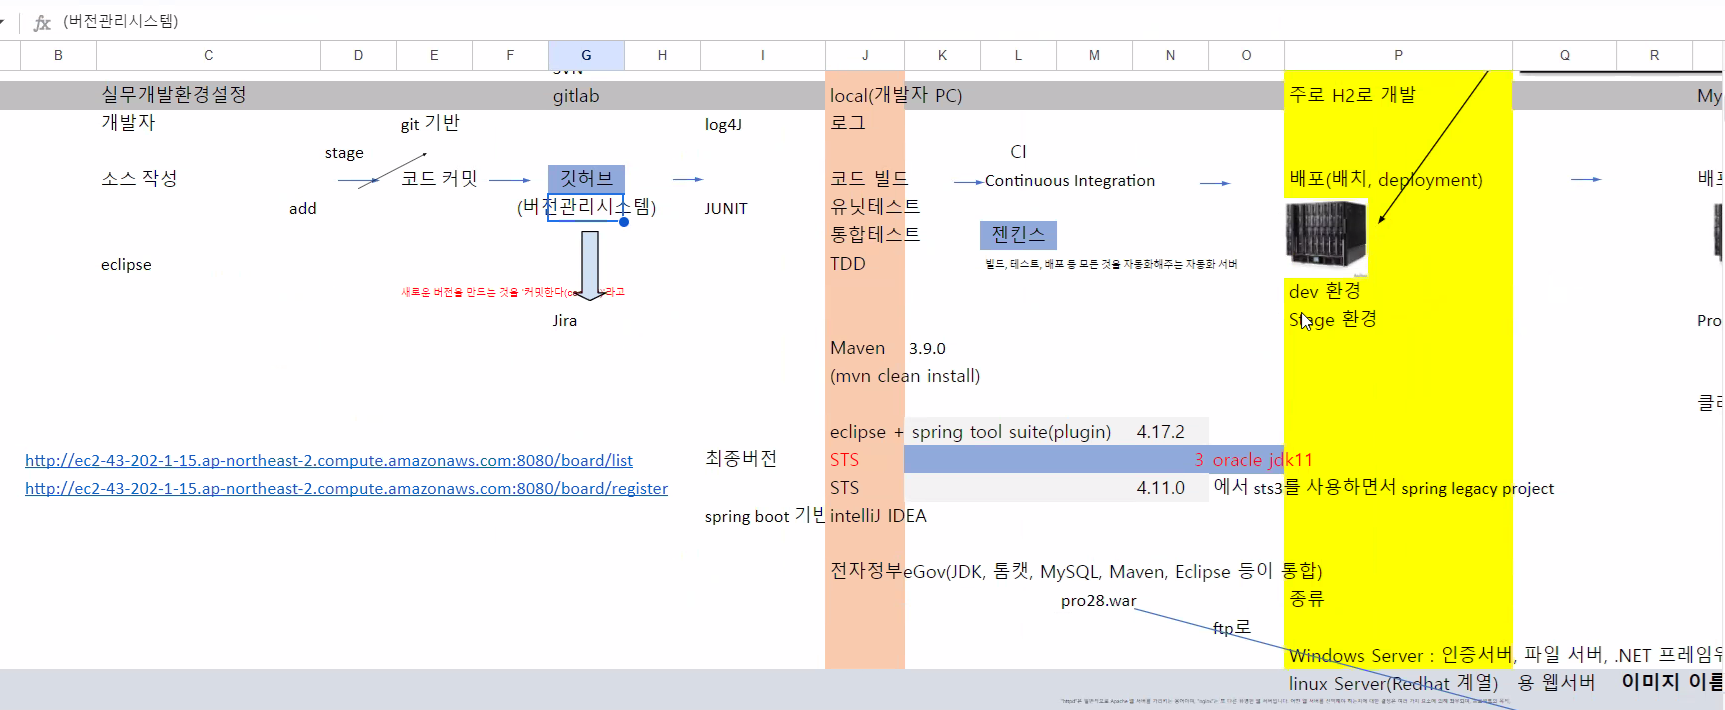 fx (버전관리시스템)
B C D E F G H I J K L M N O P Q R
실무개발환경설정 gitlab local(개발자 PC) 주로 H2로 개발 My
개발자 git 기반 log4J 로그
stage CI
소스 작성 코드 커밋 깃허브 코드 빌드 Continuous Integration 배포(배치, deployment)
add (버전관리시스템) JUNIT 유닛테스트
통합테스트 젠킨스
eclipse TDD 빌드, 테스트, 배포 등 모든 것을 자동화해주는 자동화 서버
새로운 버전을 만드는 것을 '커밋한다 라고 dev 환경
Jira Stage 환경 Pro
Maven 3.9.0
(mvn clean install)
eclipse + spring tool suite(plugin) 4.17.2
http://ec2-43-202-1-15.ap-northeast-2.compute.amazonaws.com:8080/board/list 최종버전 STS 3 oracle jdk11
http://ec2-43-202-1-15.ap-northeast-2.compute.amazonaws.com:8080/board/register STS 4.11.0 에서 sts3를 사용하면서 spring legacy project
spring boot 기반 intelliJ IDEA
전자정부eGov(JDK, 톰캣, MySQL, Maven, Eclipse 등이 통합)
pro28.war 종류
ftp로
Windows Server : 인증서버, 파일 서버, .NET 프레임워
linux Server(Redhat 계열) 용 웹서버 이미지 이름